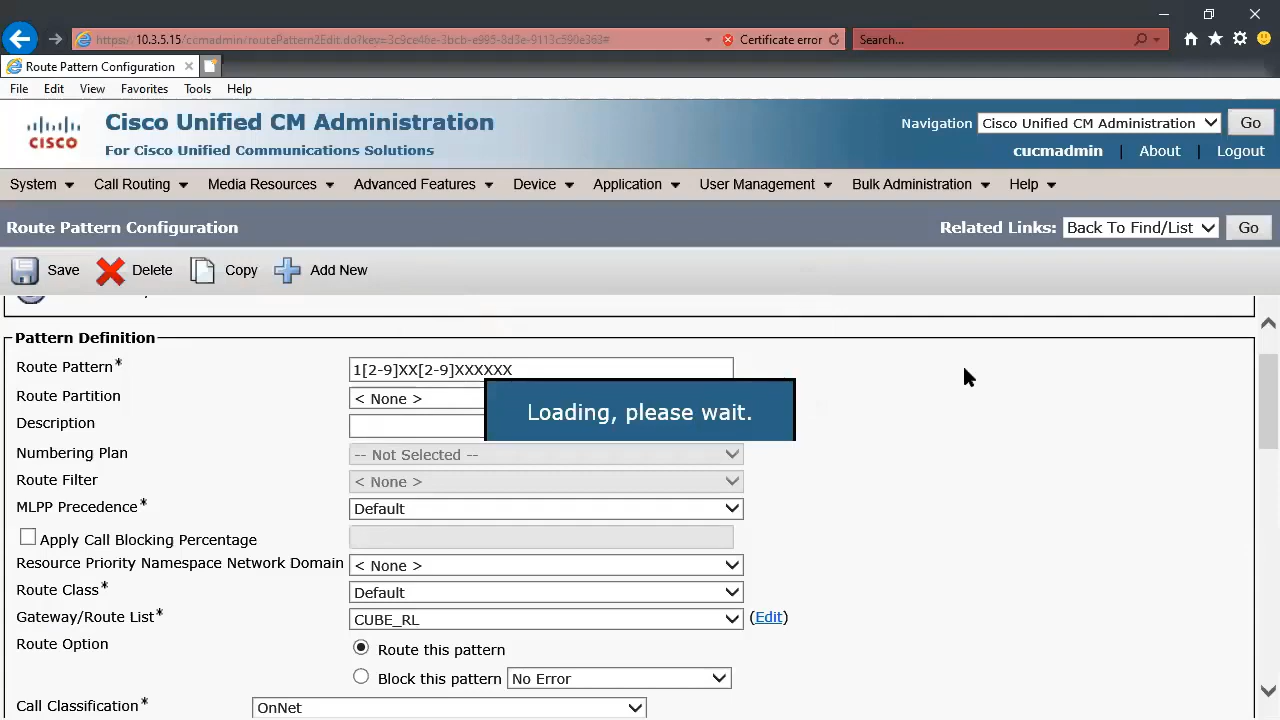 https://10.3.5.15/ccmadmin/routePattern2Edit.do?key=3c9ce46e-3bcb-e995-8d3e-9113c590e363#
Certificate error
Search...
Route Pattern Configuration
File Edit View Favorites Tools Help
CISCO
Cisco Unified CM Administration
For Cisco Unified Communications Solutions
Navigation Cisco Unified CM Administration Go
cucmadmin | About | Logout
System Call Routing Media Resources Advanced Features Device Application User Management Bulk Administration Help
Route Pattern Configuration
Related Links: Back To Find/List Go
Save Delete Copy Add New
Pattern Definition
Route Pattern* 1[2-9]XX[2-9]XXXXXX
Route Partition < None >
Loading, please wait.
Description
Numbering Plan -- Not Selected --
Route Filter < None >
MLPP Precedence* Default
Apply Call Blocking Percentage
Resource Priority Namespace Network Domain < None >
Route Class* Default
Gateway/Route List* CUBE_RL (Edit)
Route Option Route this pattern
Block this pattern No Error
Call Classification* OnNet